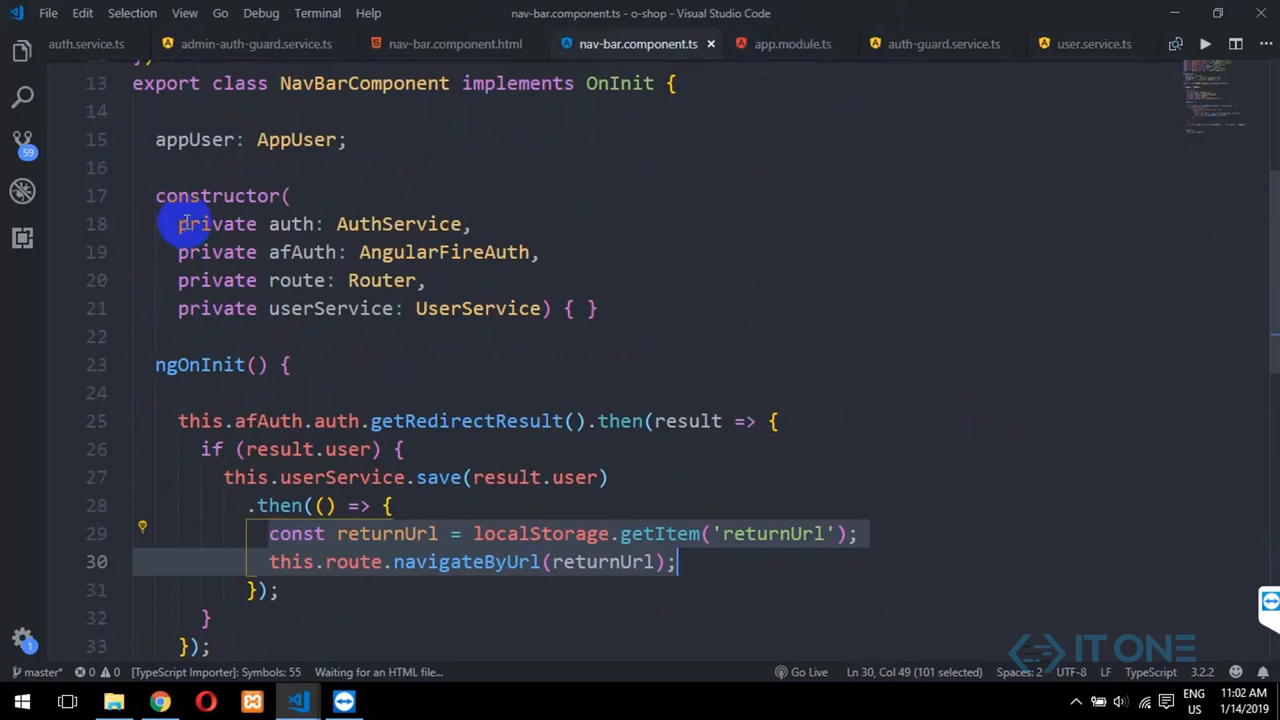 File Edit Selection View Go Debug Terminal Help nav-bar.component.ts - o-shop - Visual Studio Code
auth.service.ts admin-auth-guard.service.ts nav-bar.component.html nav-bar.component.ts app.module.ts auth-guard.service.ts user.service.ts
13 export class NavBarComponent implements OnInit {
14
15 appUser: AppUser;
16
17 constructor(
18 private auth: AuthService,
19 private afAuth: AngularFireAuth,
20 private route: Router,
21 private userService: UserService) { }
22
23 ngOnInit() {
24
25 this.afAuth.auth.getRedirectResult().then(result => {
26 if (result.user) {
27 this.userService.save(result.user)
28 .then(() => {
29 const returnUrl = localStorage.getItem('returnUrl');
30 this.route.navigateByUrl(returnUrl);
31 });
32 }
33 });
59
1
IT ONE
master* 0 0 [TypeScript Importer]: Symbols: 55 Waiting for an HTML file... Go Live Ln 30, Col 49 (101 selected) Spaces: 2 UTF-8 LF TypeScript 3.2.2
ENG 11:02 AM
US 1/14/2019